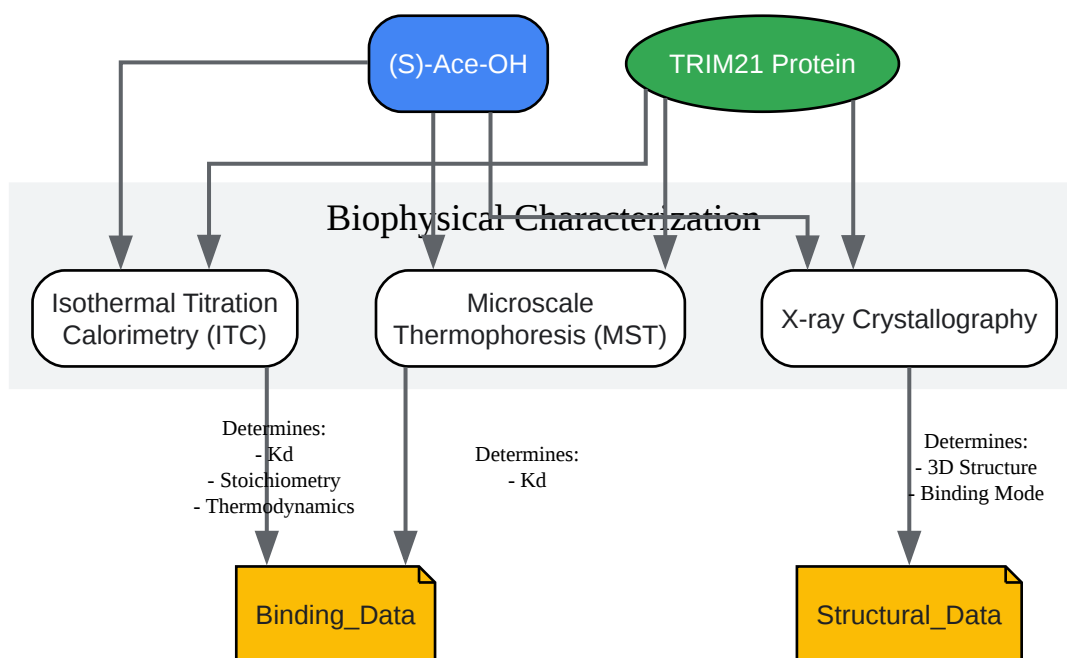 (S)-Ace-OH
TRIM21 Protein
Biophysical Characterization
Isothermal Titration
Calorimetry (ITC)
Microscale
Thermophoresis (MST)
X-ray Crystallography
Determines:
- Kd
- Stoichiometry
- Thermodynamics
Determines:
- Kd
Determines:
- 3D Structure
- Binding Mode
Binding_Data
Structural_Data